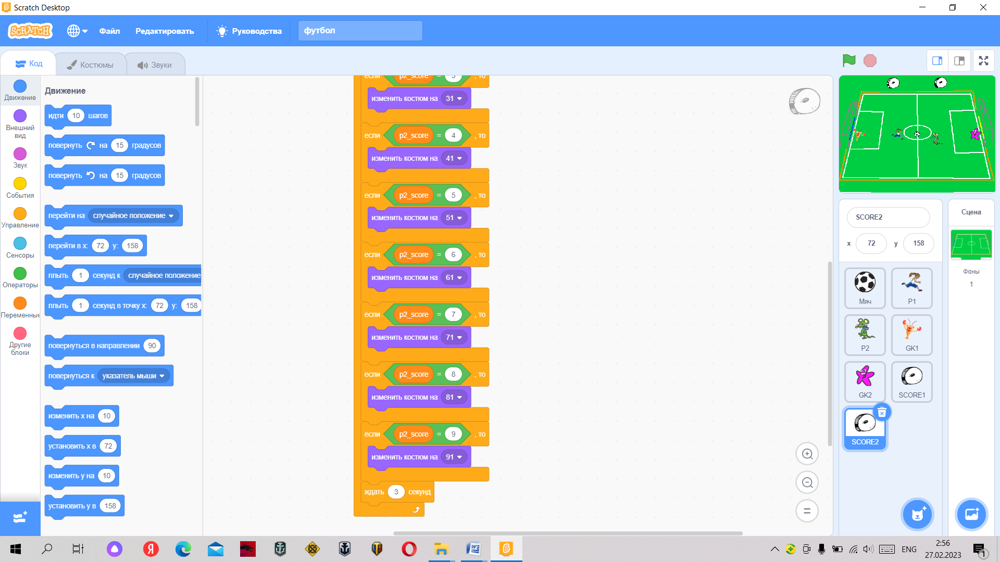 Scratch Desktop
SCRATCH
Файл
Редактировать
Руководства
футбол
Код
Костюмы
Звуки
Движение
Внешний вид
Звук
События
Управление
Сенсоры
Операторы
Переменные
Другие блоки
Движение
идти 10 шагов
повернуть на 15 градусов
повернуть на 15 градусов
перейти на случайное положение
перейти в x: 72 y: 158
плыть 1 секунд к случайное положение
плыть 1 секунд в точку x: 72 y: 158
повернуться в направлении 90
повернуться к указатель мыши
изменить x на 10
установить x в 72
изменить y на 10
установить y в 158
если p2_score = 3 , то
изменить костюм на 31
если p2_score = 4 , то
изменить костюм на 41
если p2_score = 5 , то
изменить костюм на 51
если p2_score = 6 , то
изменить костюм на 61
если p2_score = 7 , то
изменить костюм на 71
если p2_score = 8 , то
изменить костюм на 81
если p2_score = 9 , то
изменить костюм на 91
ждать 3 секунд
SCORE2
x 72 y 158
Мяч
P1
P2
GK1
GK2
SCORE1
SCORE2
Сцена
Фоны
1
Я
ENG
2:56
27.02.2023
1